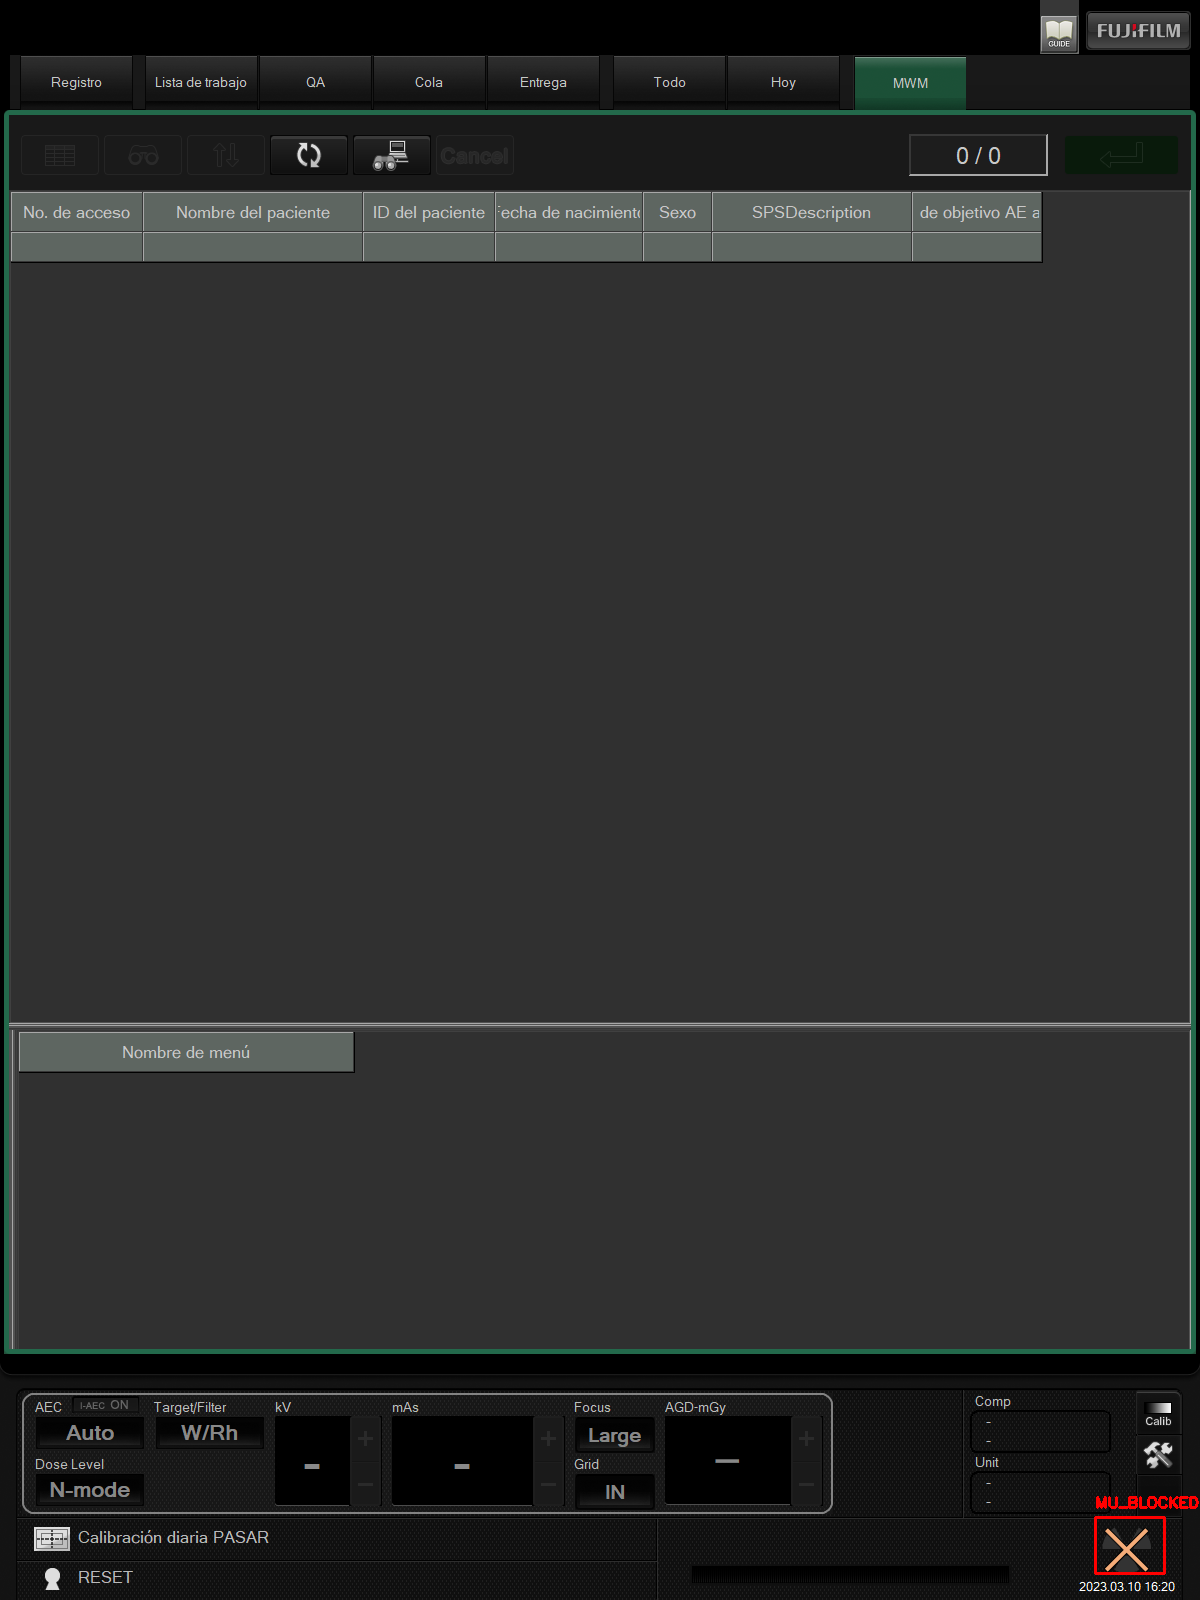 GUIDE
FUJIFILM
Registro
Lista de trabajo
QA
Cola
Entrega
Todo
Hoy
MWM
Cancel
0 / 0
No. de acceso
Nombre del paciente
ID del paciente
echa de nacimiento
Sexo
SPSDescription
de objetivo AE a
Nombre de menú
AEC
I-AEC ON
Target/Filter
kV
mAs
Focus
AGD-mGy
Auto
W/Rh
Large
Dose Level
Grid
N-mode
IN
Comp
-
-
Unit
-
-
Calib
MU_BLOCKED
Calibración diaria PASAR
RESET
2023.03.10 16:20